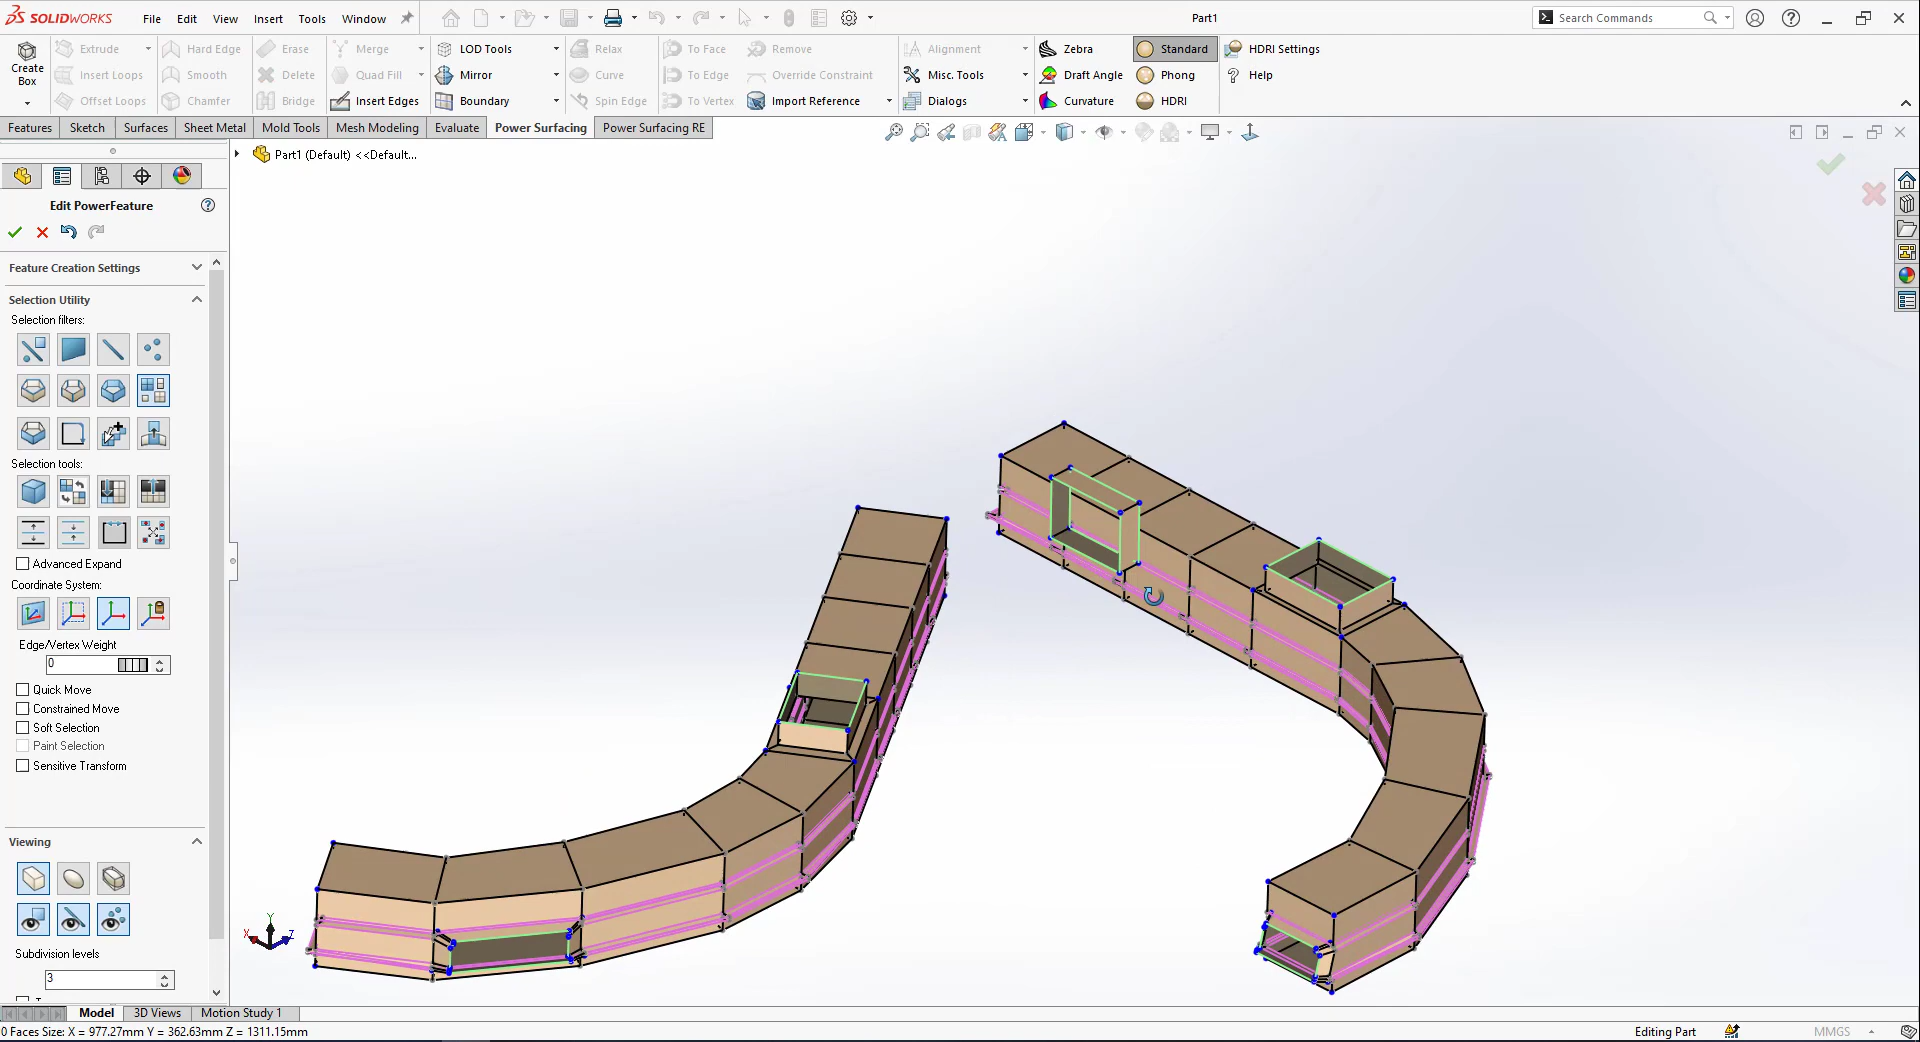 SOLIDWORKS File Edit View Insert Tools Window Part1 Search Commands
Create Box
Extrude Hard Edge Erase Merge LOD Tools Relax To Face Remove Alignment Zebra Standard HDRI Settings
Insert Loops Smooth Delete Quad Fill Mirror Curve To Edge Override Constraint Misc. Tools Draft Angle Phong Help
Offset Loops Chamfer Bridge Insert Edges Boundary Spin Edge To Vertex Import Reference Dialogs Curvature HDRI
Features Sketch Surfaces Sheet Metal Mold Tools Mesh Modeling Evaluate Power Surfacing Power Surfacing RE
Part1 (Default) <<Default...
Edit PowerFeature
Feature Creation Settings
Selection Utility
Selection filters:
Selection tools:
Advanced Expand
Coordinate System:
Edge/Vertex Weight
0
Quick Move
Constrained Move
Soft Selection
Paint Selection
Sensitive Transform
Viewing
Y
X Z
Subdivision levels
3
Model 3D Views Motion Study 1
0 Faces Size: X = 977.27mm Y = 362.63mm Z = 1311.15mm Editing Part MMGS